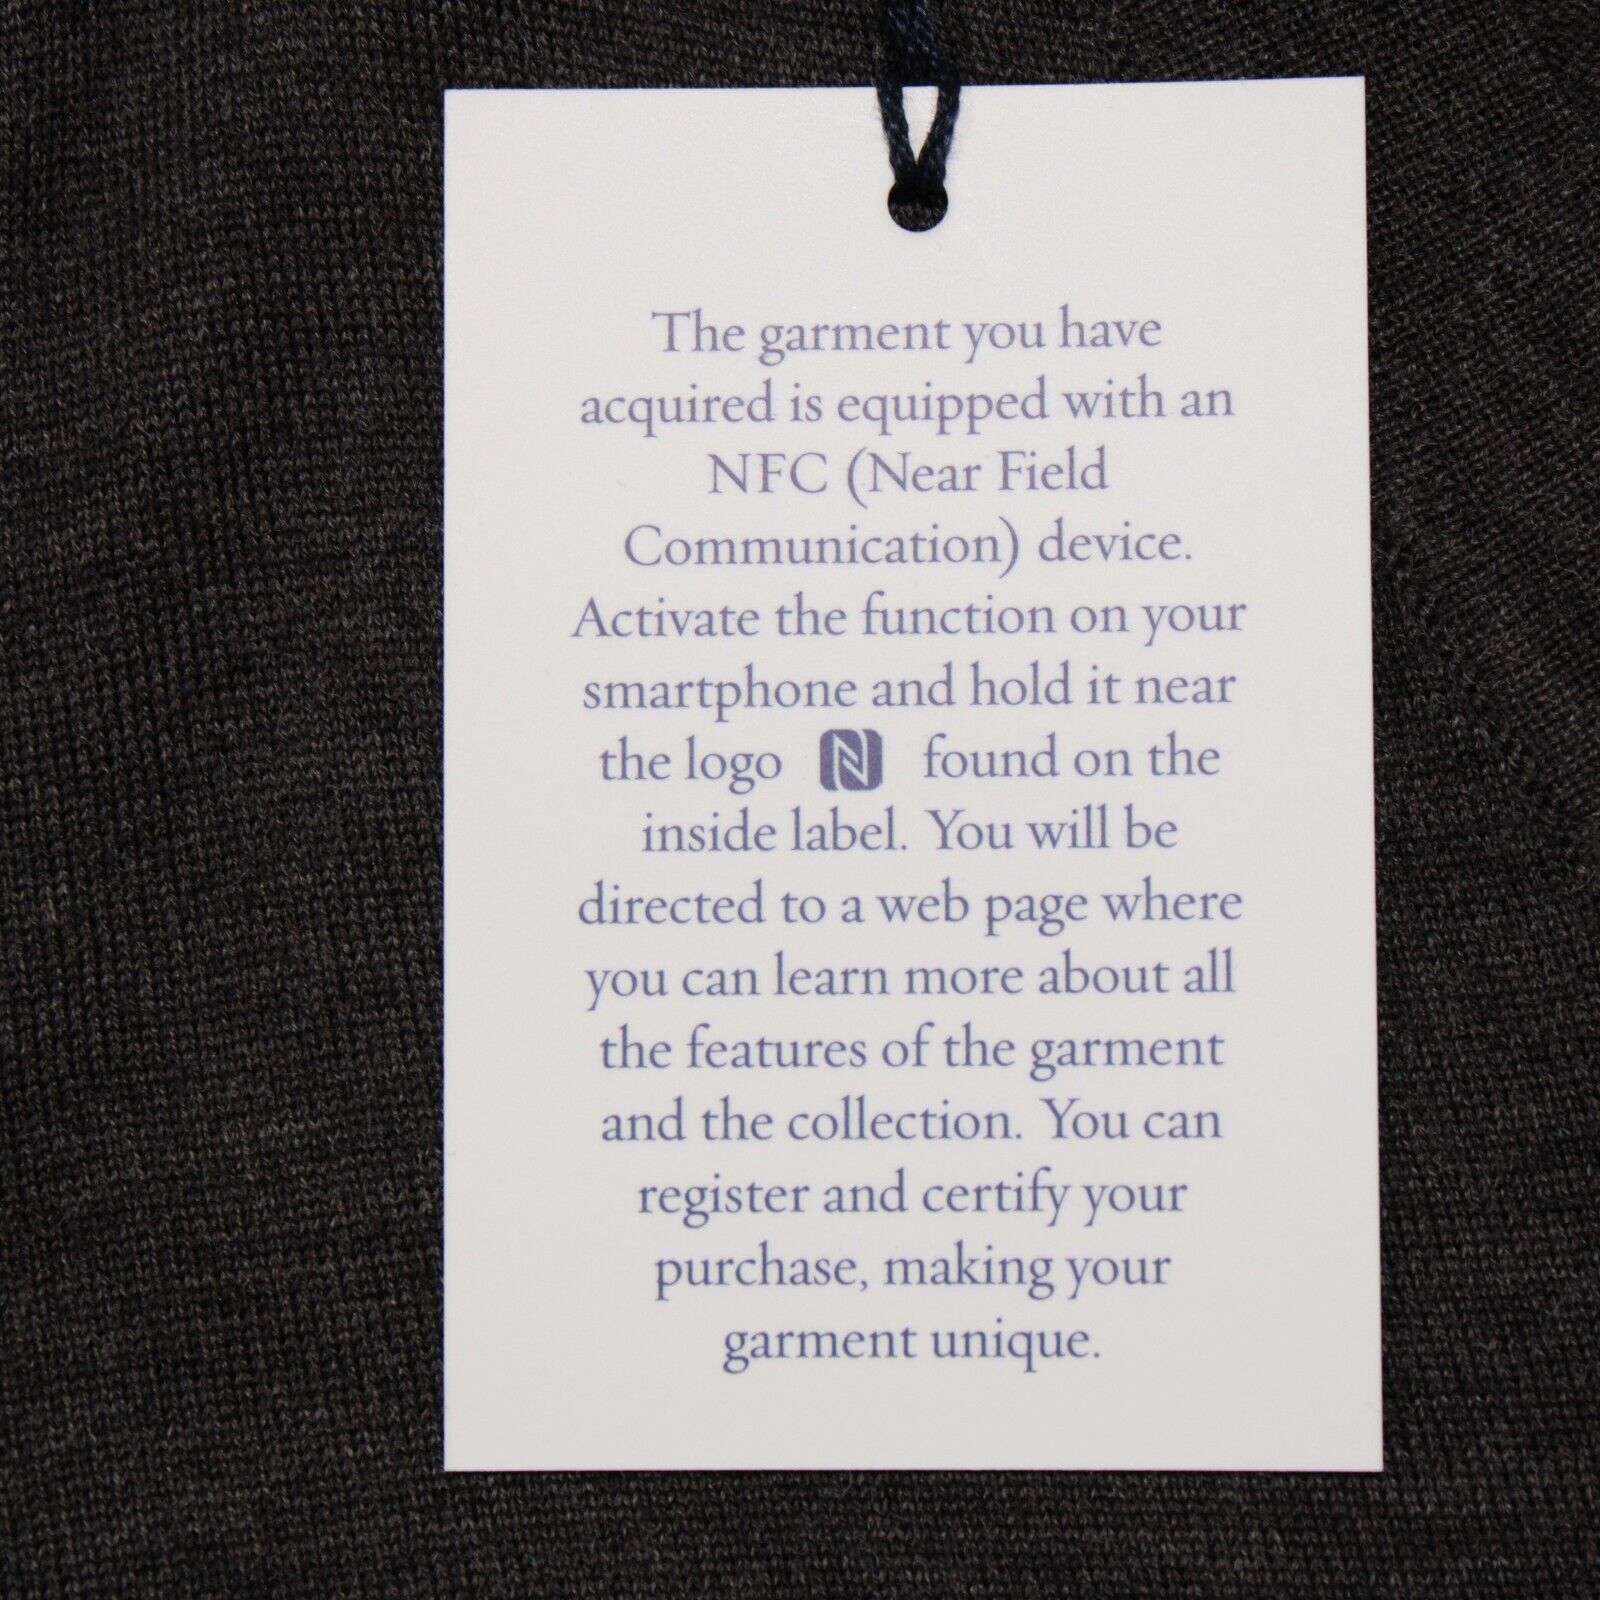 The garment you have
acquired is equipped with an
NFC (Near Field
Communication) device.
Activate the function on your
smartphone and hold it near
the logo N found on the
inside label. You will be
directed to a web page where
you can learn more about all
the features of the garment
and the collection. You can
register and certify your
purchase, making your
garment unique.